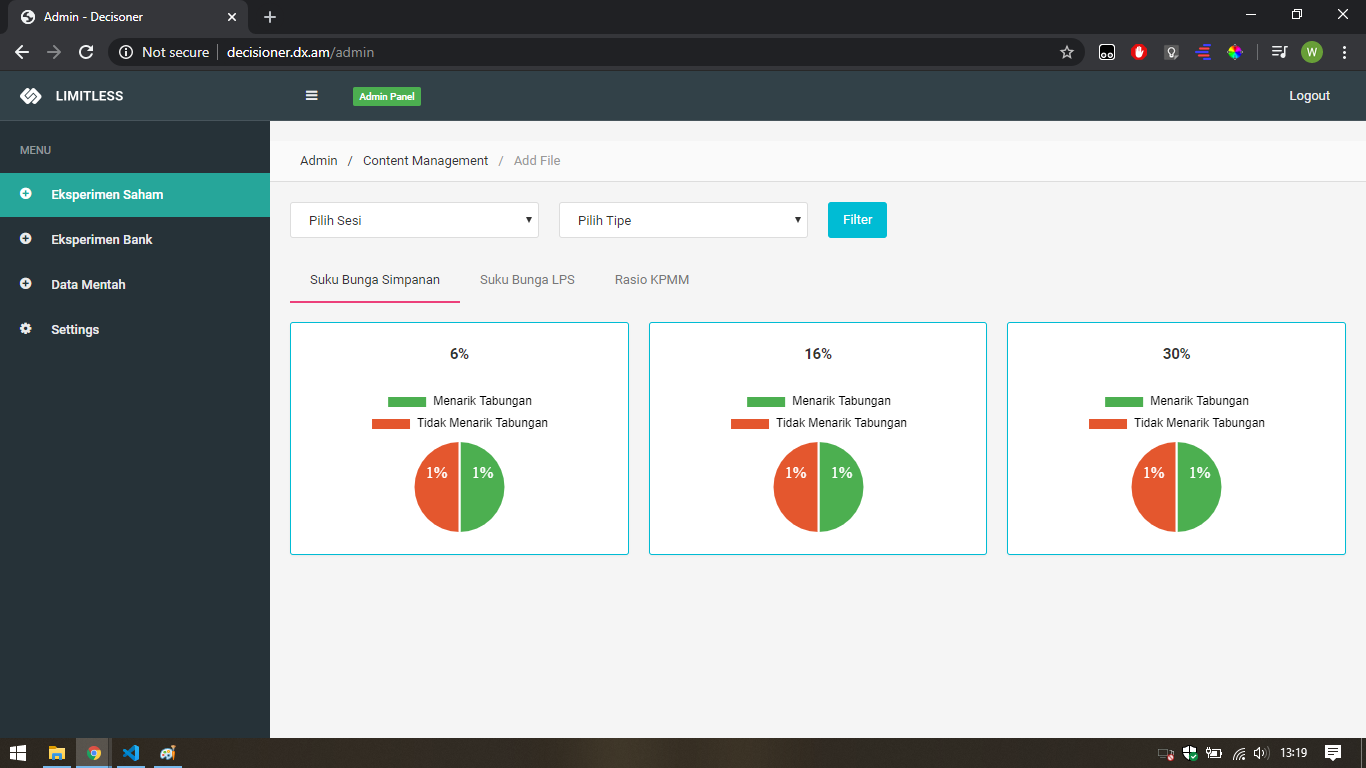 Admin - Decisoner
Not secure
decisioner.dx.am/admin
W
LIMITLESS
Admin Panel
Logout
MENU
Eksperimen Saham
Eksperimen Bank
Data Mentah
Settings
Admin / Content Management / Add File
Pilih Sesi
Pilih Tipe
Filter
Suku Bunga Simpanan
Suku Bunga LPS
Rasio KPMM
6%
Menarik Tabungan
Tidak Menarik Tabungan
1% 1%
16%
Menarik Tabungan
Tidak Menarik Tabungan
1% 1%
30%
Menarik Tabungan
Tidak Menarik Tabungan
1% 1%
13:19